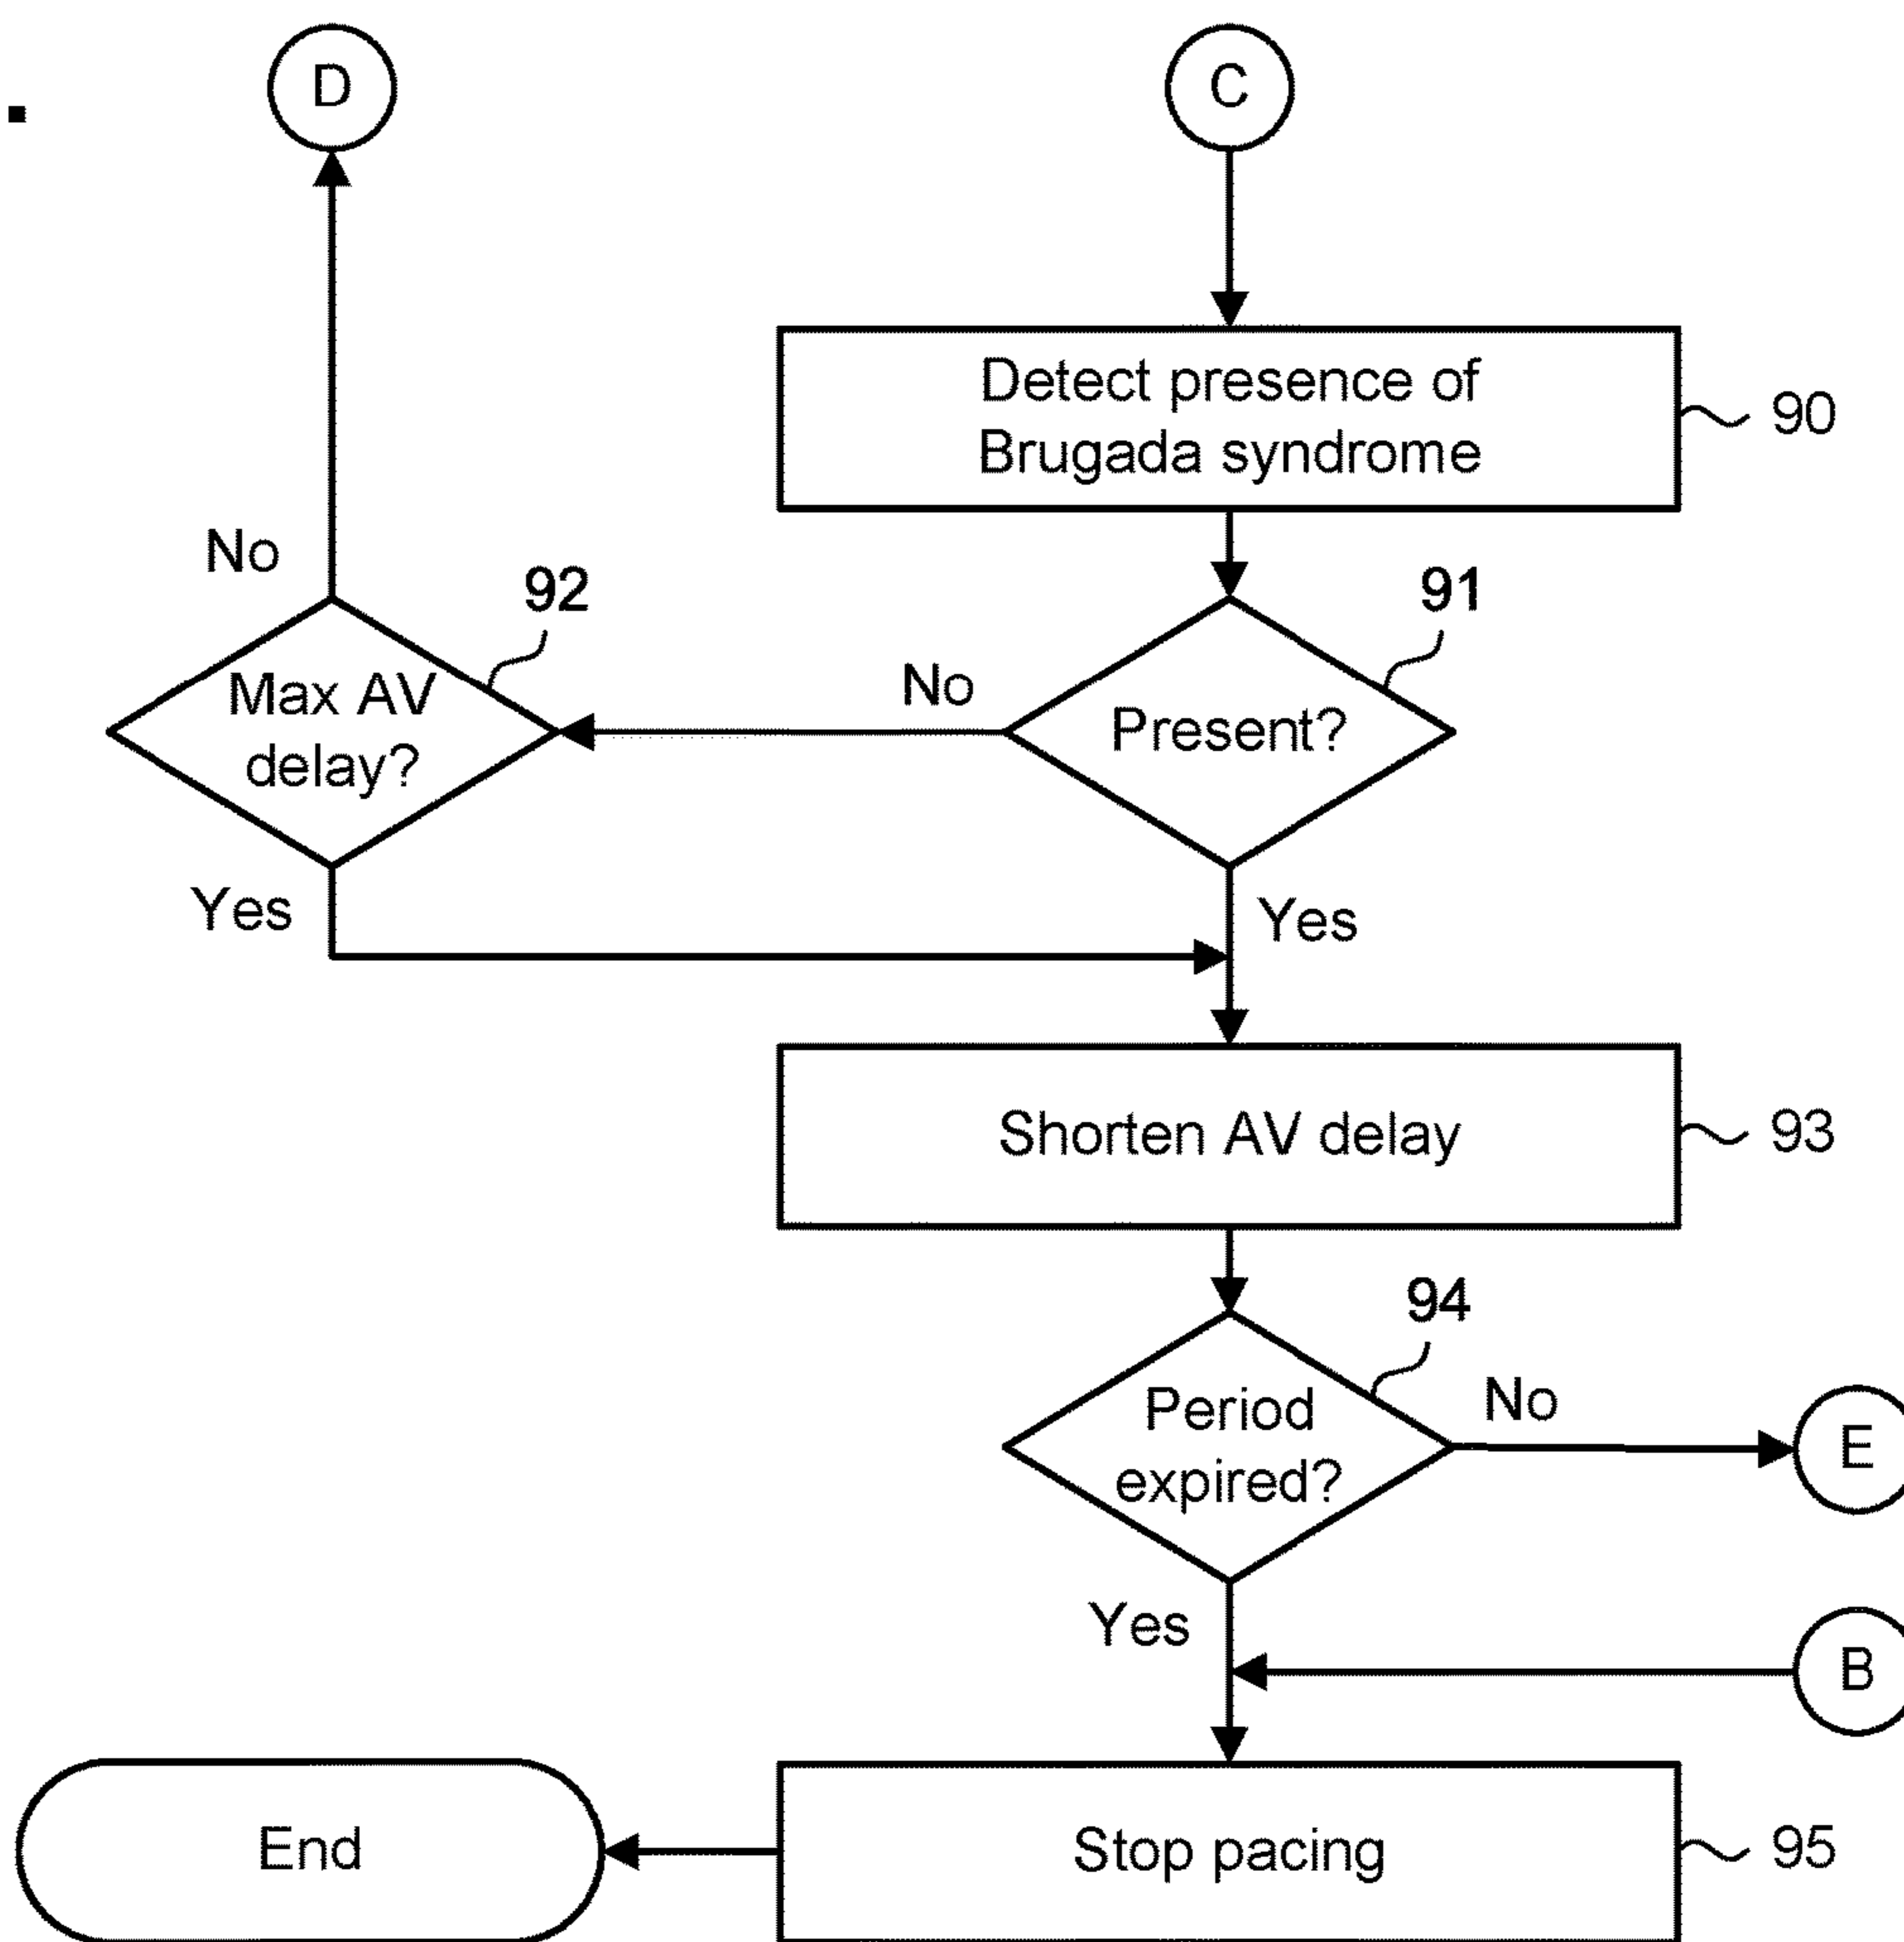 D
C
Detect presence of
Brugada syndrome
90
No
92
91
Max AV
delay?
No
Present?
Yes
Yes
Shorten AV delay
93
94
Period
expired?
No
E
Yes
B
End
Stop pacing
95